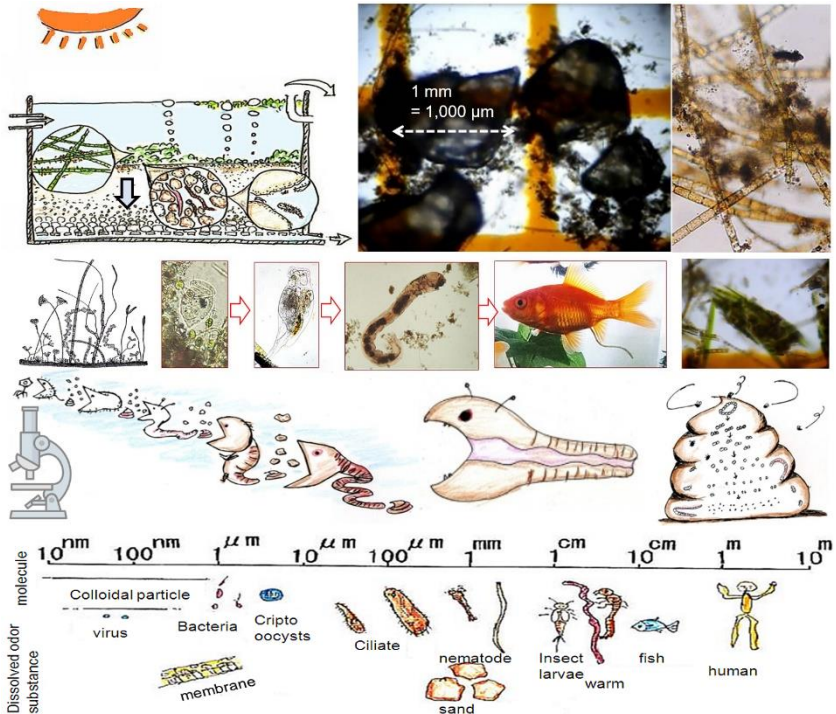 1 mm
= 1,000 µm
10nm 100nm 1µm 10µm 100µm 1mm 1cm 10cm 1m 10m
molecule
Colloidal particle
virus
Bacteria
Cripto
oocysts
Ciliate
nematode
Insect
larvae
warm
fish
human
Dissolved odor
substance
membrane
sand